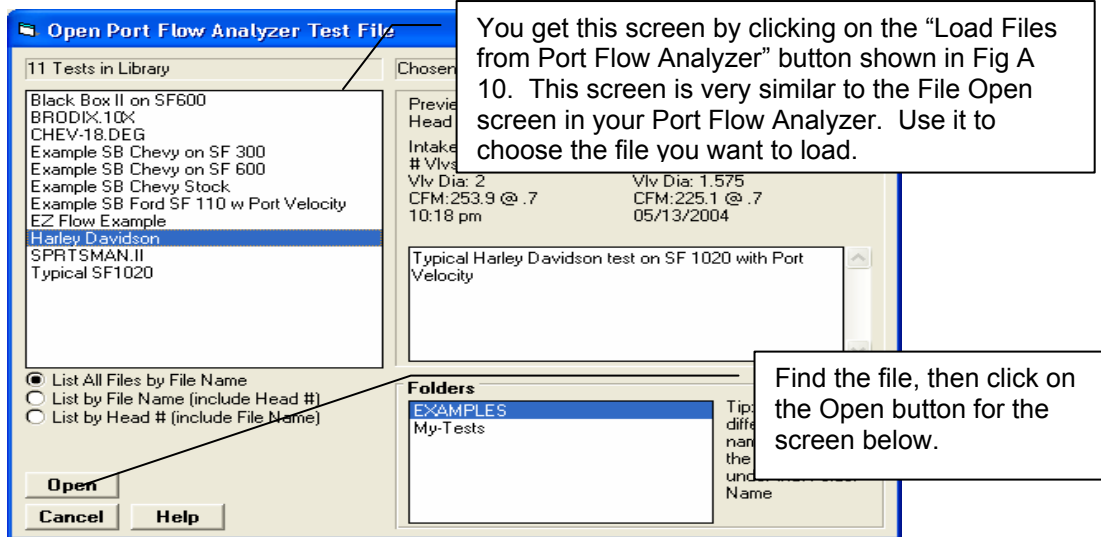 Open Port Flow Analyzer Test File
You get this screen by clicking on the “Load Files
from Port Flow Analyzer” button shown in Fig A
10. This screen is very similar to the File Open
screen in your Port Flow Analyzer. Use it to
choose the file you want to load.
11 Tests in Library
Chosen
Black Box II on SF600
BRODIX.10X
CHEV-18.DEG
Example SB Chevy on SF 300
Example SB Chevy on SF 600
Example SB Chevy Stock
Example SB Ford SF 110 w Port Velocity
EZ Flow Example
Harley Davidson
SPRTSMAN.II
Typical SF1020
Head
Intake
# Vlvs
Vlv Dia: 2 Vlv Dia: 1.575
CFM:253.9 @ .7 CFM:225.1 @ .7
10:18 pm 05/13/2004
Typical Harley Davidson test on SF 1020 with Port
Velocity
List All Files by File Name
List by File Name (include Head #)
List by Head # (include File Name)
Folders
EXAMPLES
My-Tests
Tip:
the
Name
Find the file, then click on
the Open button for the
screen below.
Open
Cancel Help